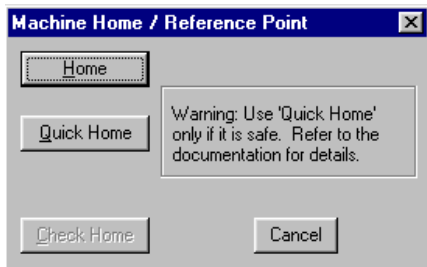 Machine Home / Reference Point
Home
Quick Home
Warning: Use 'Quick Home'
only if it is safe. Refer to the
documentation for details.
Check Home
Cancel